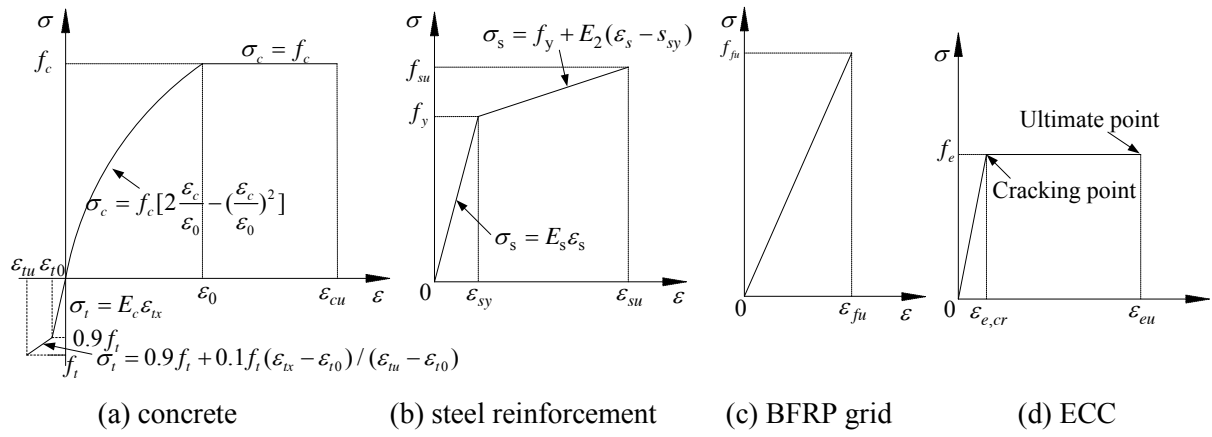 σ
f_c
σ_c = f_c
σ_c = f_c[2 ε_c/ε_0 − (ε_c/ε_0)^2]
ε_tu ε_t0
ε_0
ε_cu
ε
σ_t = E_c ε_tx
0.9f_t
f_t
σ_t = 0.9f_t + 0.1f_t(ε_tx − ε_t0)/(ε_tu − ε_t0)
(a) concrete
σ
σ_s = f_y + E_2(ε_s − s_sy)
f_su
f_y
σ_s = E_s ε_s
0
ε_sy
ε_su
ε
(b) steel reinforcement
σ
f_fu
0
ε_fu
ε
(c) BFRP grid
σ
Ultimate point
f_e
Cracking point
0
ε_e,cr
ε_eu
ε
(d) ECC